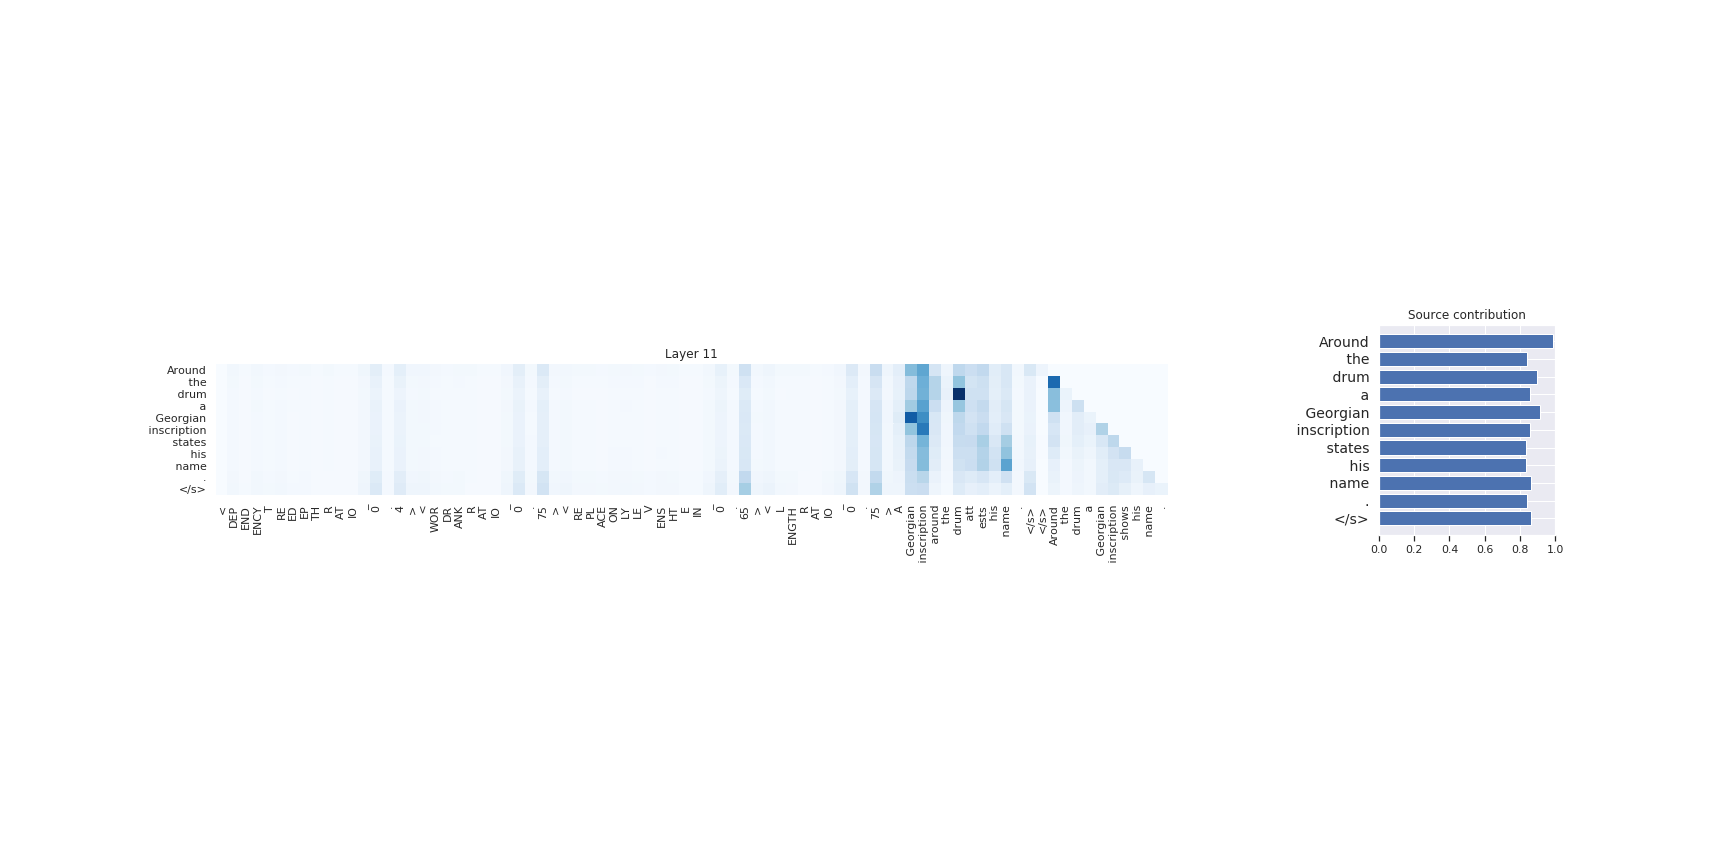 Source contribution
Around
the
drum
a
Georgian
inscription
states
his
name
.
</s>
0.0 0.2 0.4 0.6 0.8 1.0
Layer 11
Around
the
drum
a
Georgian
inscription
states
his
name
.
</s>
< DEP END ENCY T RE ED EP TH R AT IO _ 0 . 4 > < WOR DR ANK R AT IO _ 0 . 75 > < RE PL ACE ON LY LE V ENS HT E IN _ 0 . 65 > < L ENGTH R AT IO _ 0 . 75 > A Georgian inscription around the drum att ests his name . </s> </s> Around the drum a Georgian inscription shows his name .